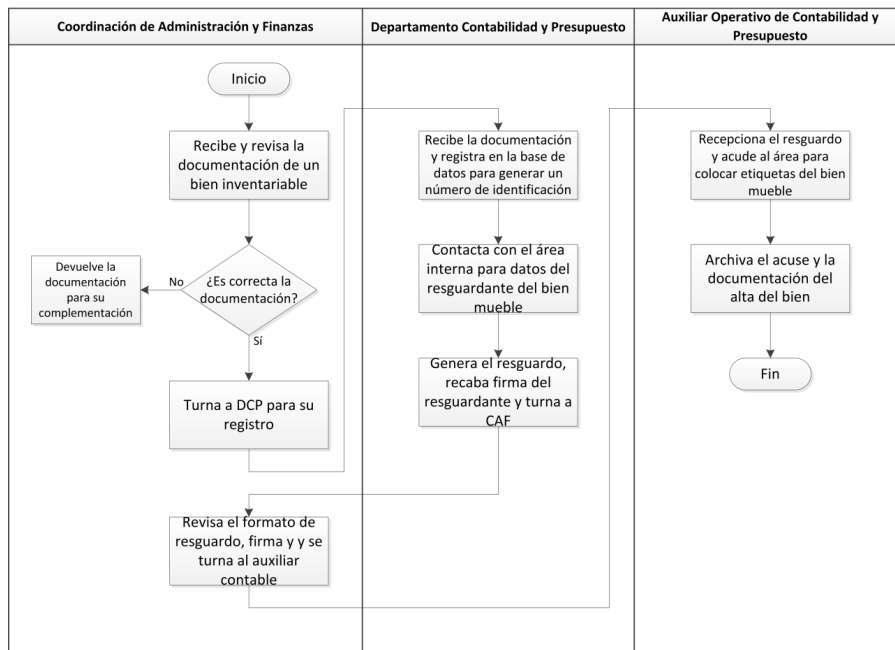 Coordinación de Administración y Finanzas
Departamento Contabilidad y Presupuesto
Auxiliar Operativo de Contabilidad y
Presupuesto
Inicio
Recibe y revisa la
documentación de un
bien inventariable
¿Es correcta la
documentación?
No
Devuelve la
documentación
para su
complementación
Sí
Turna a DCP para su
registro
Recibe la documentación
y registra en la base de
datos para generar un
número de identificación
Contacta con el área
interna para datos del
resguardante del bien
mueble
Genera el resguardo,
recaba firma del
resguardante y turna a
CAF
Revisa el formato de
resguardo, firma y y se
turna al auxiliar
contable
Recepciona el resguardo
y acude al área para
colocar etiquetas del bien
mueble
Archiva el acuse y la
documentación del
alta del bien
Fin